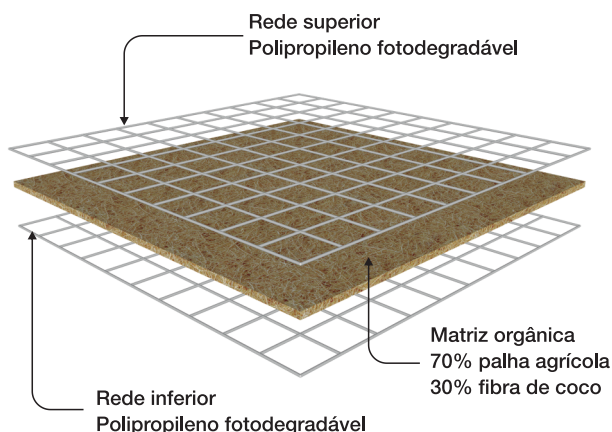 Rede superior
Polipropileno fotodegradável
Matriz orgânica
70% palha agrícola
30% fibra de coco
Rede inferior
Polipropileno fotodegradável